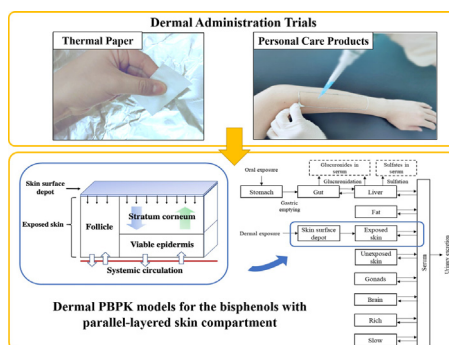 Dermal Administration Trials
Thermal Paper
Personal Care Products
Skin surface
depot
Exposed skin
Follicle
Stratum corneum
Viable epidermis
Systemic circulation
Dermal PBPK models for the bisphenols with
parallel-layered skin compartment
Glucuronides in
serum
Sulfates in
serum
Oral exposure
Glucuronidation
Sulfation
Stomach
Gut
Liver
Gastric
emptying
Fat
Dermal exposure
Skin surface
depot
Exposed
skin
Unexposed
skin
Gonads
Brain
Rich
Slow
Serum
Urinary excretion